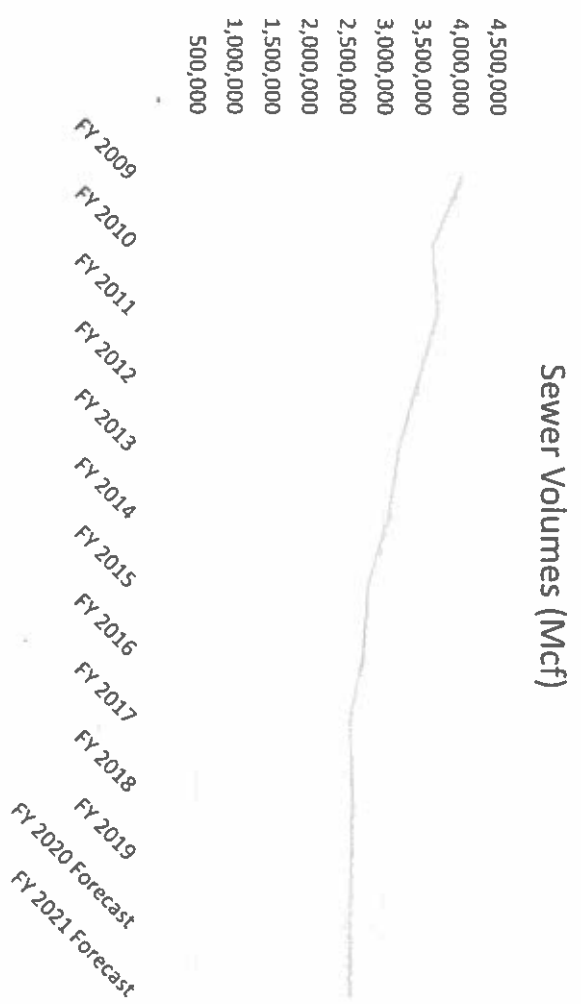 Sewer Volumes (Mcf)
4,500,000
4,000,000
3,500,000
3,000,000
2,500,000
2,000,000
1,500,000
1,000,000
500,000
FY 2009
FY 2010
FY 2011
FY 2012
FY 2013
FY 2014
FY 2015
FY 2016
FY 2017
FY 2018
FY 2019
FY 2020 Forecast
FY 2021 Forecast